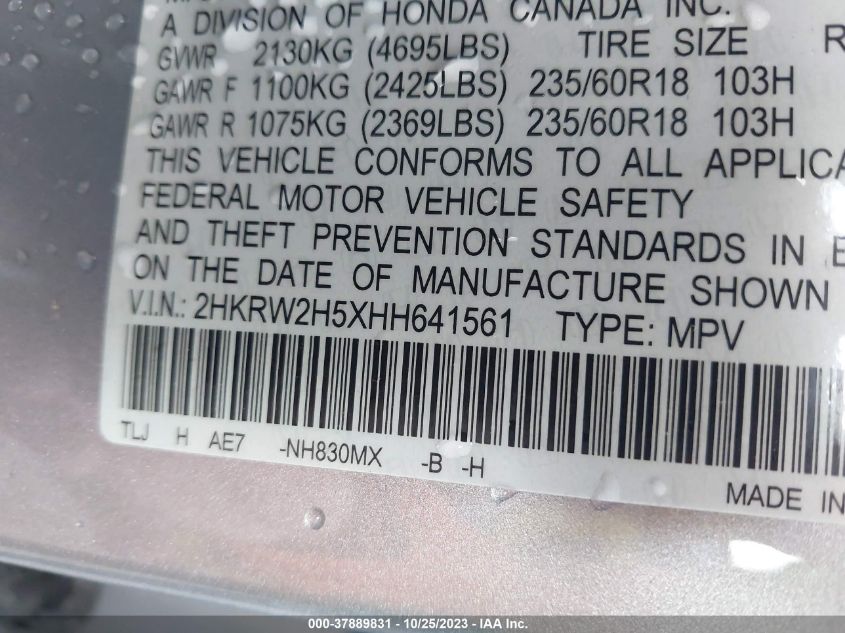 A DIVISION OF HONDA CANADA INC.
GVWR 2130KG (4695LBS) TIRE SIZE R
GAWR F 1100KG (2425LBS) 235/60R18 103H
GAWR R 1075KG (2369LBS) 235/60R18 103H
THIS VEHICLE CONFORMS TO ALL APPLICA
FEDERAL MOTOR VEHICLE SAFETY
AND THEFT PREVENTION STANDARDS IN E
ON THE DATE OF MANUFACTURE SHOWN
V.I.N.: 2HKRW2H5XHH641561 TYPE: MPV
TLJ H AE7 -NH830MX -B -H
MADE IN
000-37889831 - 10/25/2023 - © IAA Inc.